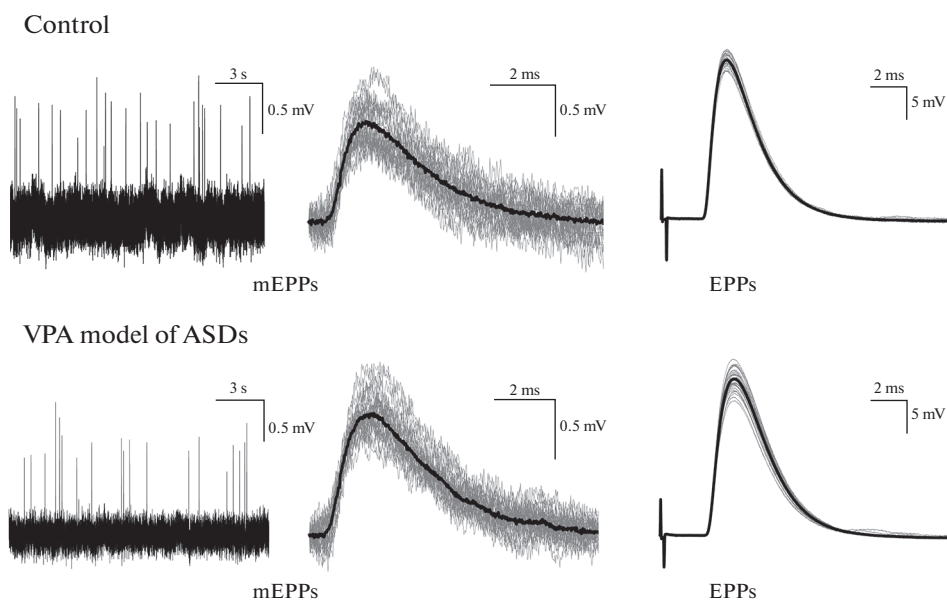 Control
3 s
0.5 mV
2 ms
0.5 mV
2 ms
5 mV
mEPPs
EPPs
VPA model of ASDs
3 s
0.5 mV
2 ms
0.5 mV
2 ms
5 mV
mEPPs
EPPs